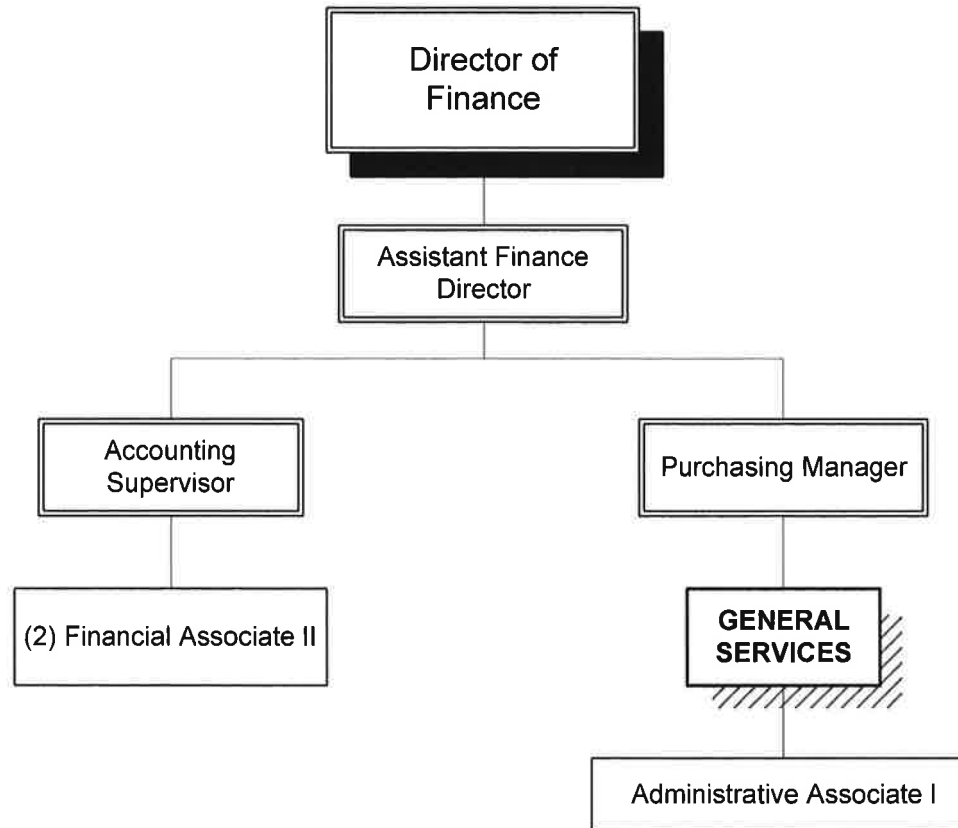 Director of
Finance
Assistant Finance
Director
Accounting
Supervisor
Purchasing Manager
(2) Financial Associate II
GENERAL
SERVICES
Administrative Associate I